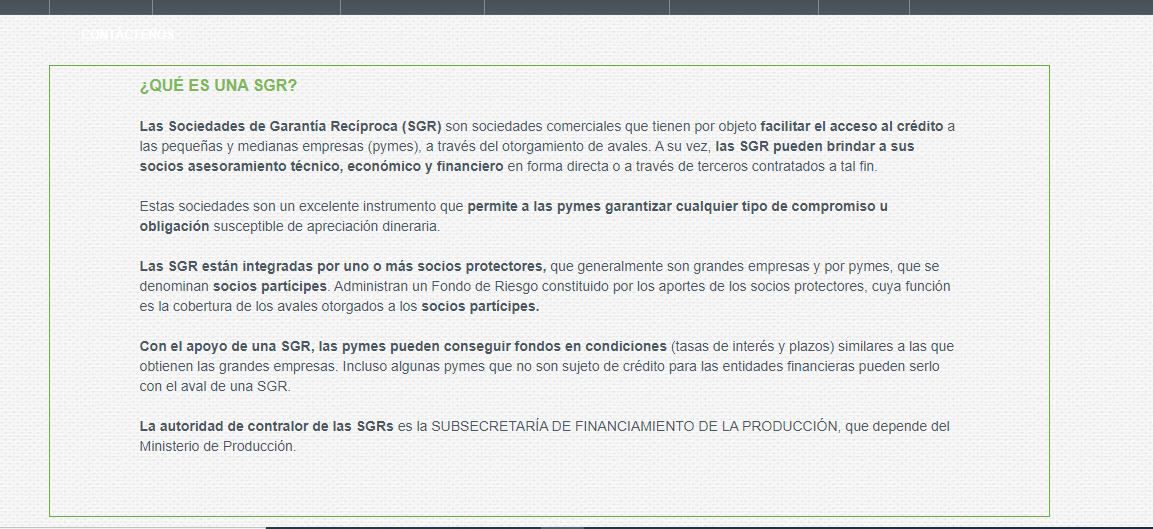 CONTÁCTENOS
¿QUÉ ES UNA SGR?
Las Sociedades de Garantía Recíproca (SGR) son sociedades comerciales que tienen por objeto facilitar el acceso al crédito a
las pequeñas y medianas empresas (pymes), a través del otorgamiento de avales. A su vez, las SGR pueden brindar a sus
socios asesoramiento técnico, económico y financiero en forma directa o a través de terceros contratados a tal fin.
Estas sociedades son un excelente instrumento que permite a las pymes garantizar cualquier tipo de compromiso u
obligación susceptible de apreciación dineraria.
Las SGR están integradas por uno o más socios protectores, que generalmente son grandes empresas y por pymes, que se
denominan socios partícipes. Administran un Fondo de Riesgo constituido por los aportes de los socios protectores, cuya función
es la cobertura de los avales otorgados a los socios partícipes.
Con el apoyo de una SGR, las pymes pueden conseguir fondos en condiciones (tasas de interés y plazos) similares a las que
obtienen las grandes empresas. Incluso algunas pymes que no son sujeto de crédito para las entidades financieras pueden serlo
con el aval de una SGR.
La autoridad de contralor de las SGRs es la SUBSECRETARÍA DE FINANCIAMIENTO DE LA PRODUCCIÓN, que depende del
Ministerio de Producción.